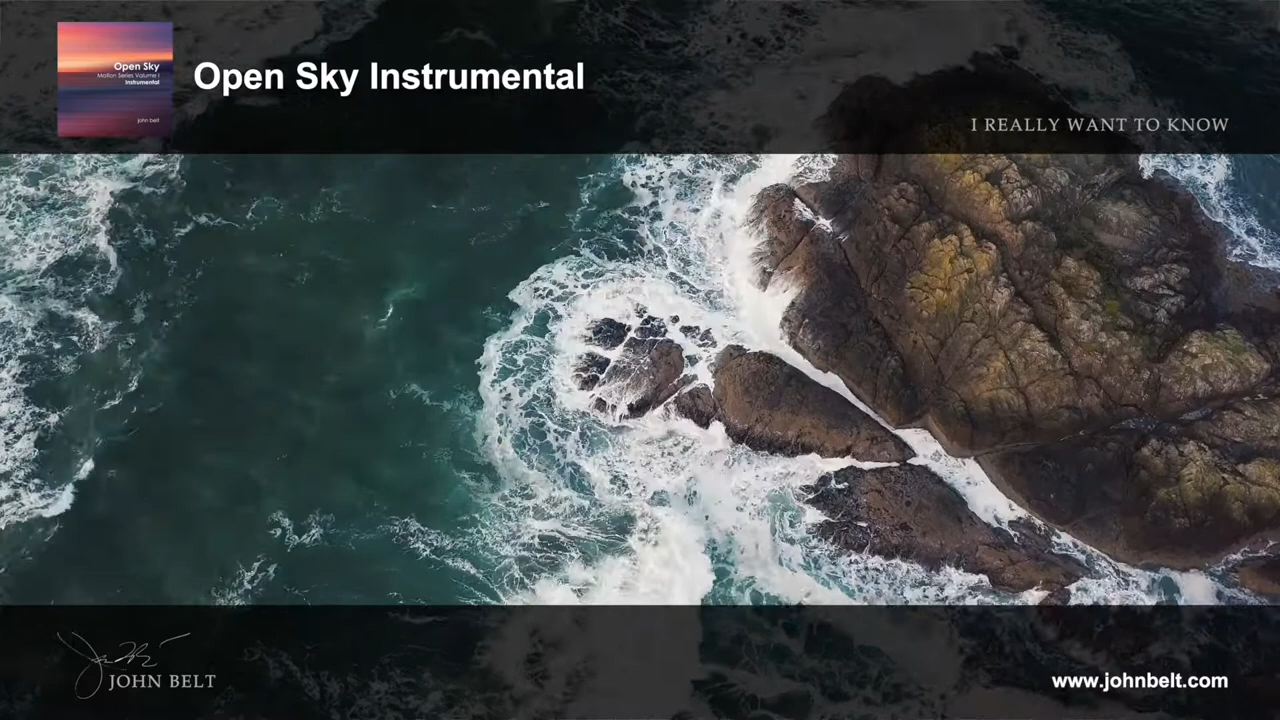 Open Sky
Motion Series Volume I
Instrumental
john belt
Open Sky Instrumental
I REALLY WANT TO KNOW
JOHN BELT
www.johnbelt.com